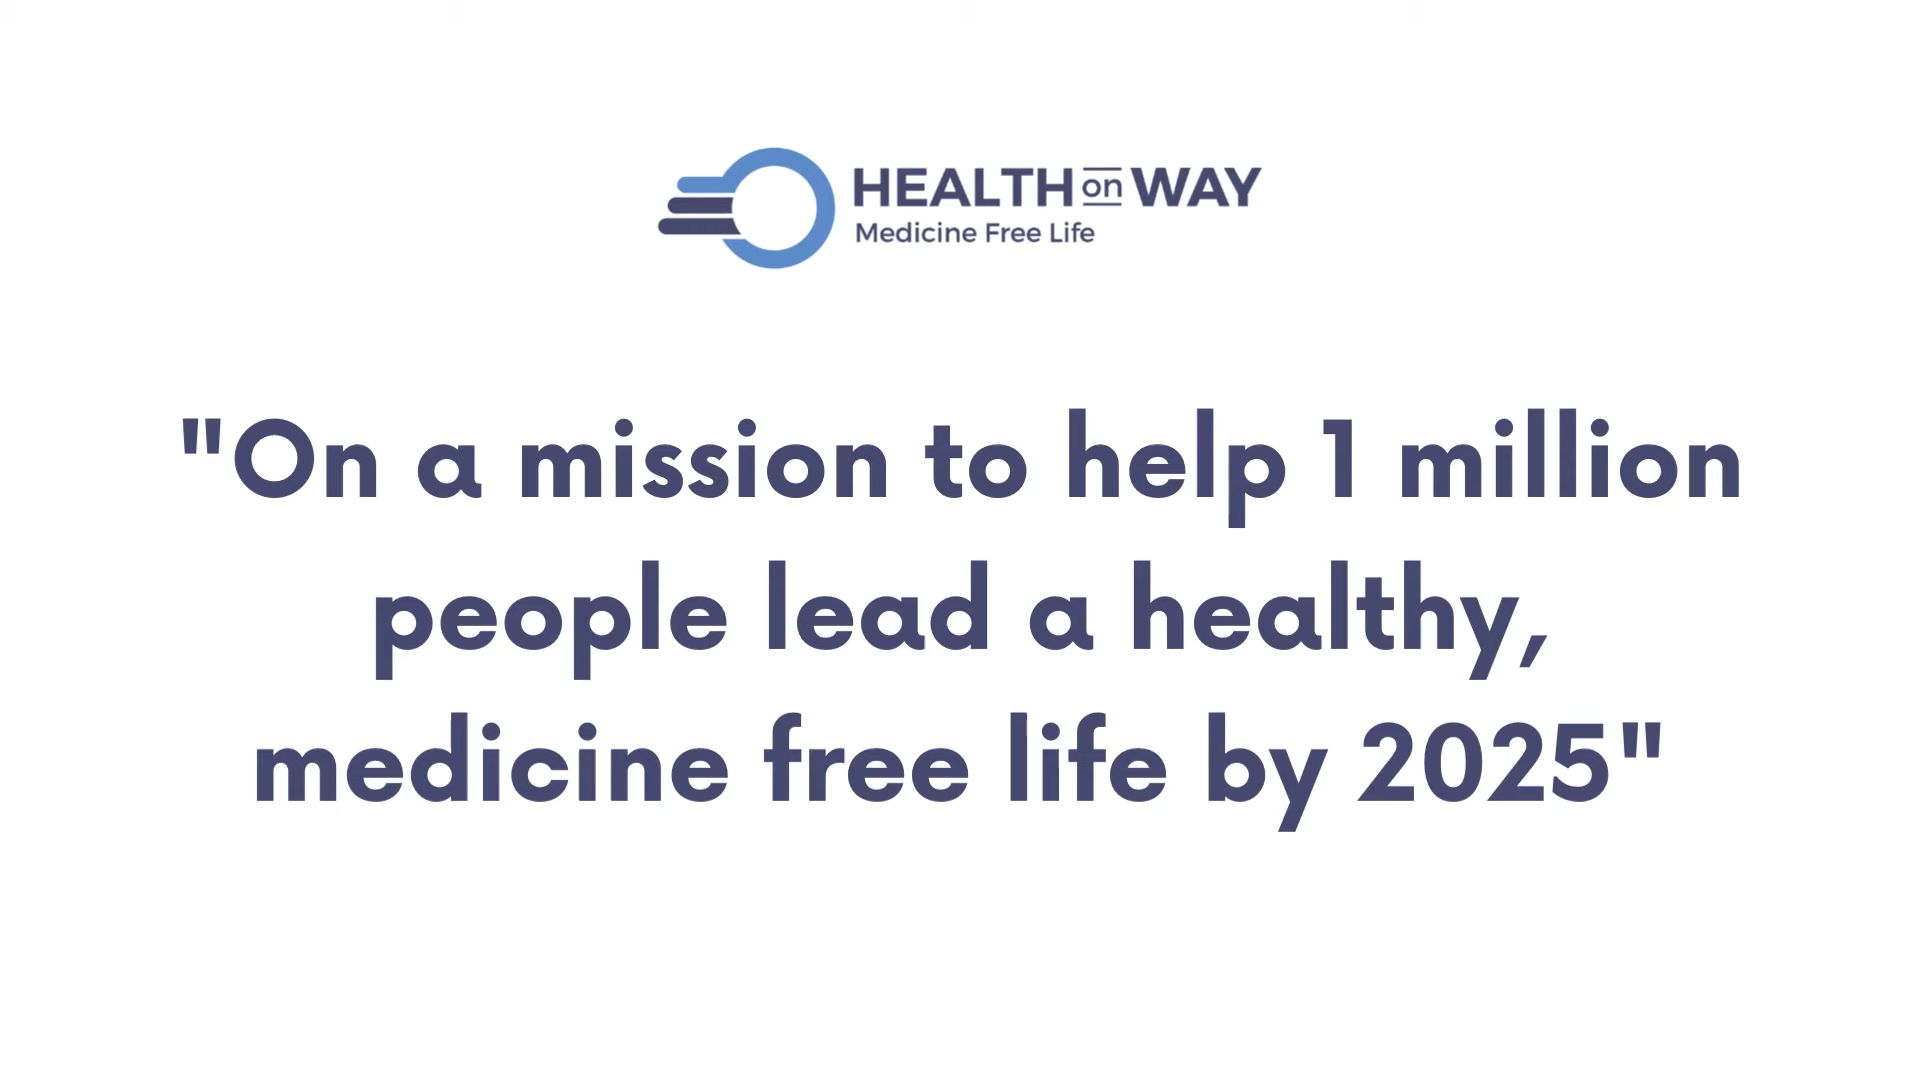 HEALTH on WAY
Medicine Free Life
"On a mission to help 1 million
people lead a healthy,
medicine free life by 2025"